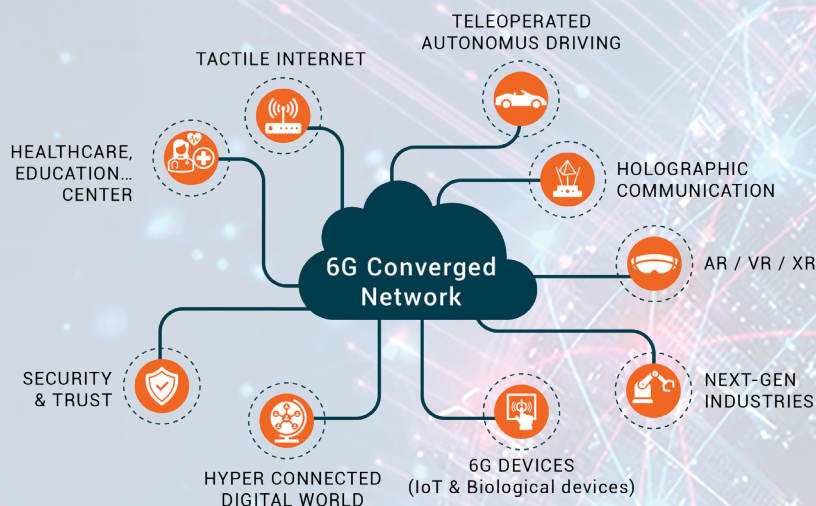 TELEOPERATED
AUTONOMUS DRIVING
TACTILE INTERNET
HEALTHCARE,
EDUCATION...
CENTER
HOLOGRAPHIC
COMMUNICATION
6G Converged
Network
AR / VR / XR
SECURITY
& TRUST
NEXT-GEN
INDUSTRIES
HYPER CONNECTED
DIGITAL WORLD
6G DEVICES
(IoT & Biological devices)